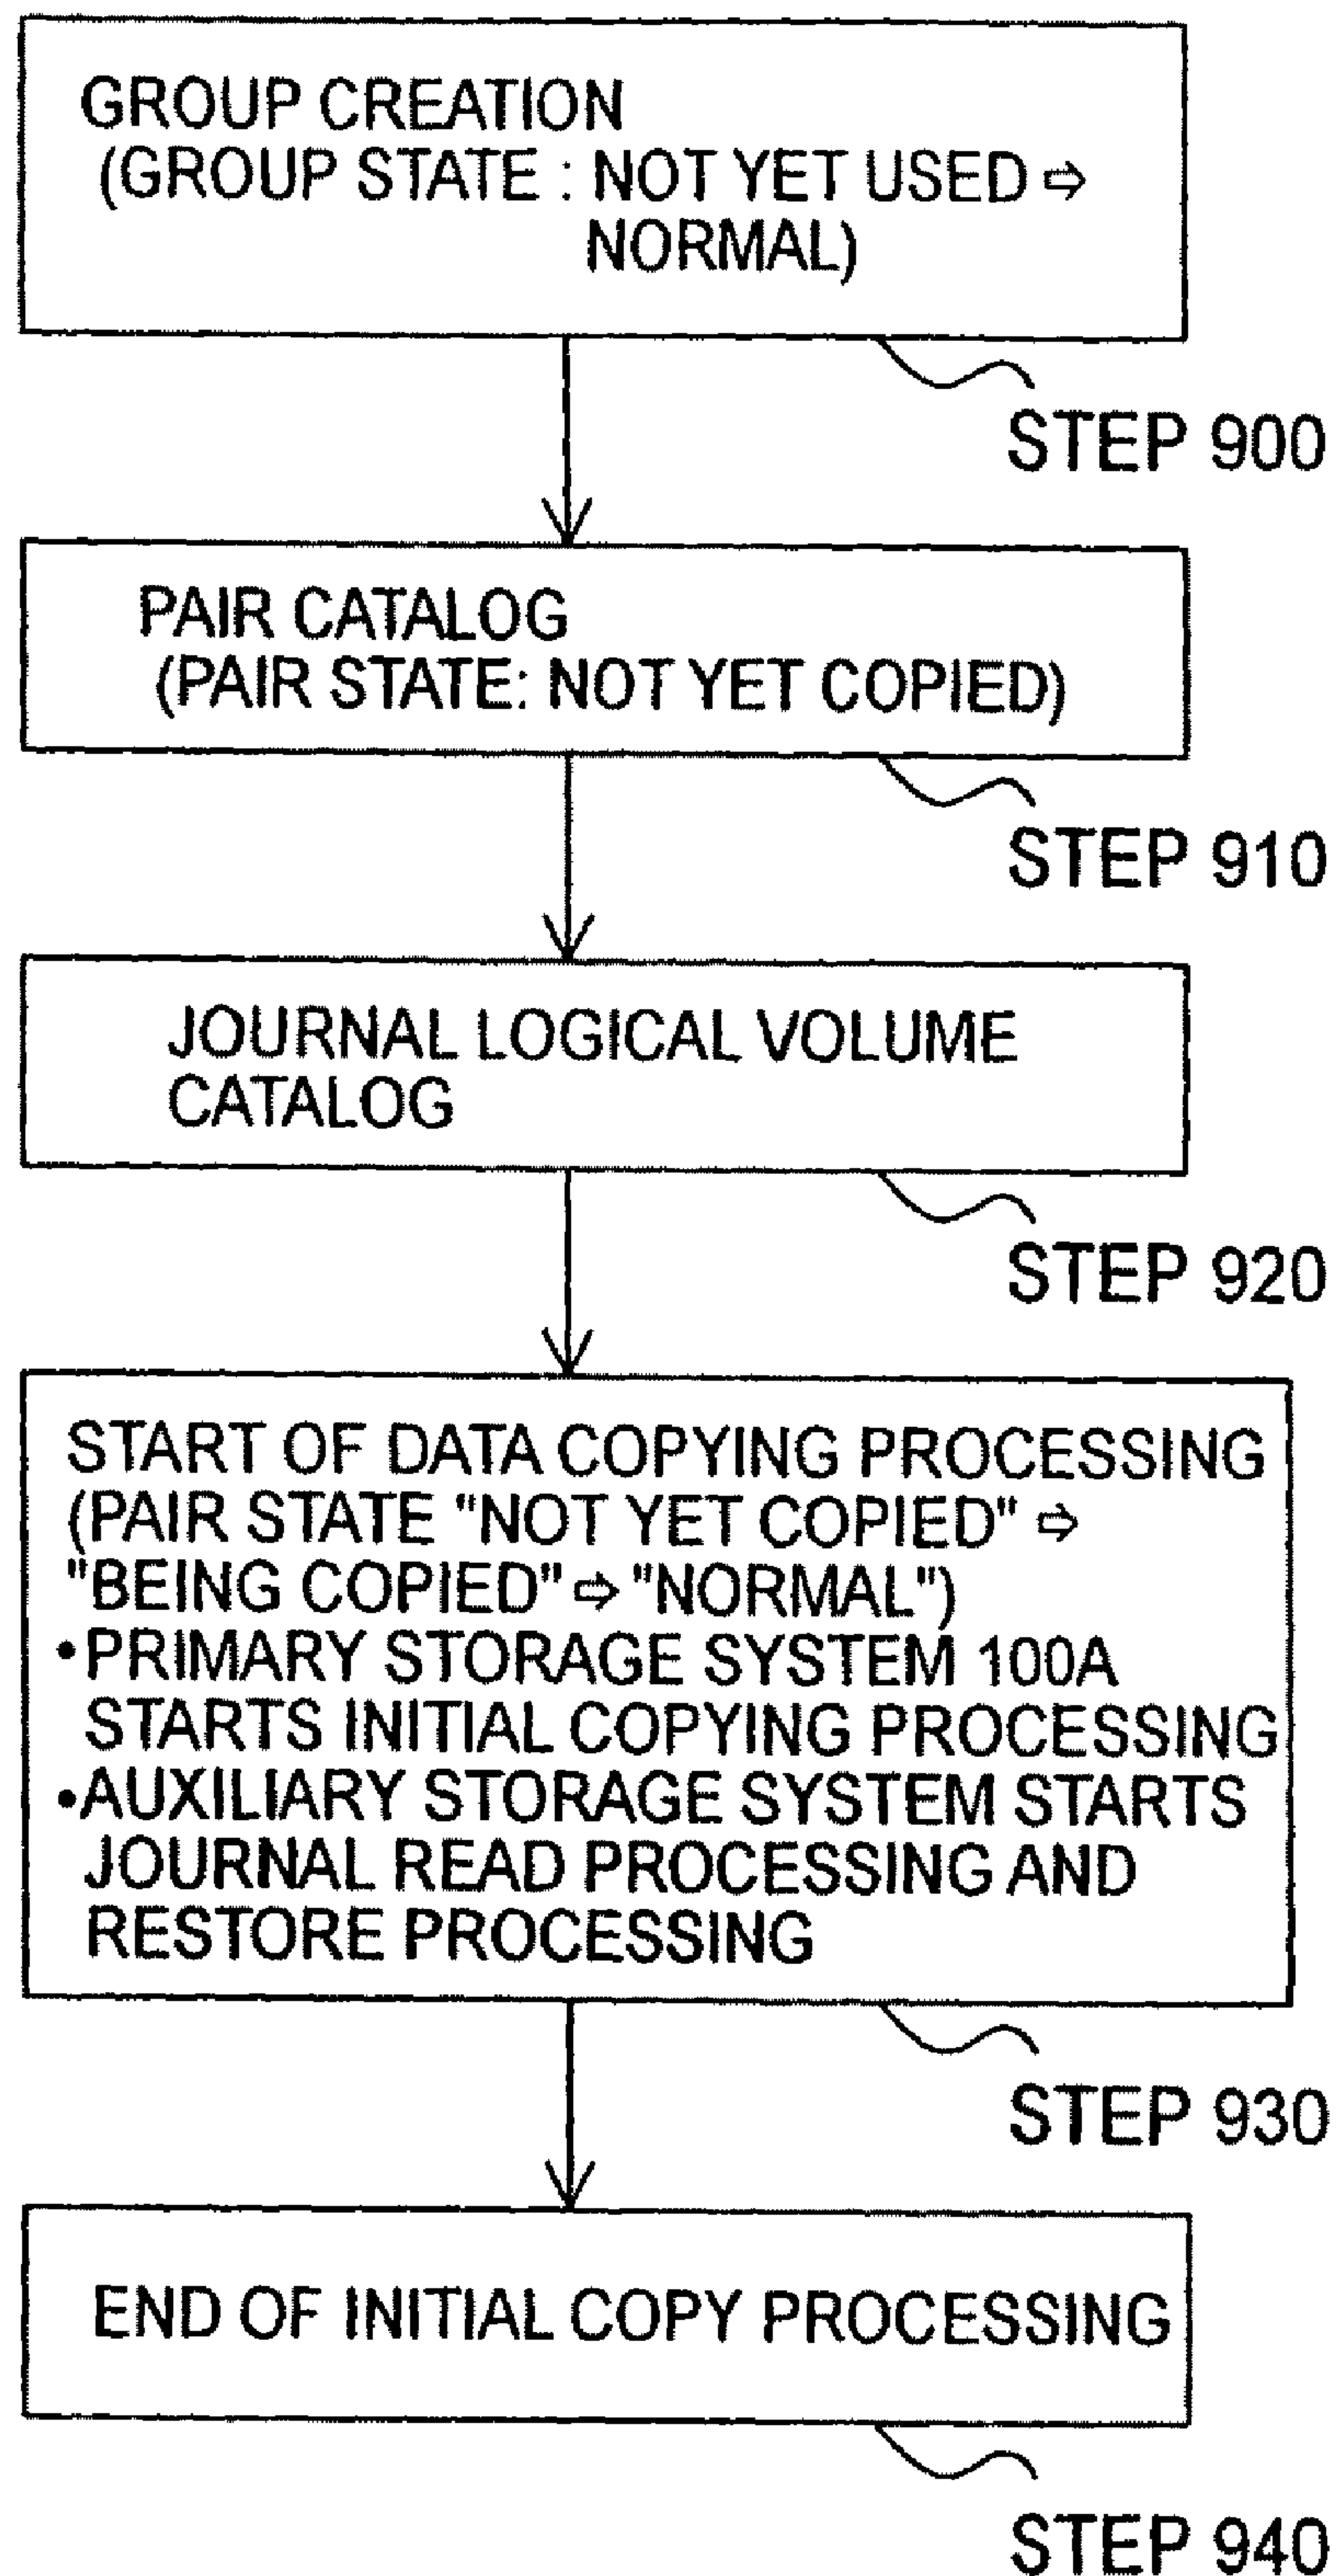 GROUP CREATION
(GROUP STATE : NOT YET USED ⇨
NORMAL)
STEP 900
PAIR CATALOG
(PAIR STATE: NOT YET COPIED)
STEP 910
JOURNAL LOGICAL VOLUME
CATALOG
STEP 920
START OF DATA COPYING PROCESSING
(PAIR STATE "NOT YET COPIED" ⇨
"BEING COPIED" ⇨ "NORMAL")
•PRIMARY STORAGE SYSTEM 100A
STARTS INITIAL COPYING PROCESSING
•AUXILIARY STORAGE SYSTEM STARTS
JOURNAL READ PROCESSING AND
RESTORE PROCESSING
STEP 930
END OF INITIAL COPY PROCESSING
STEP 940